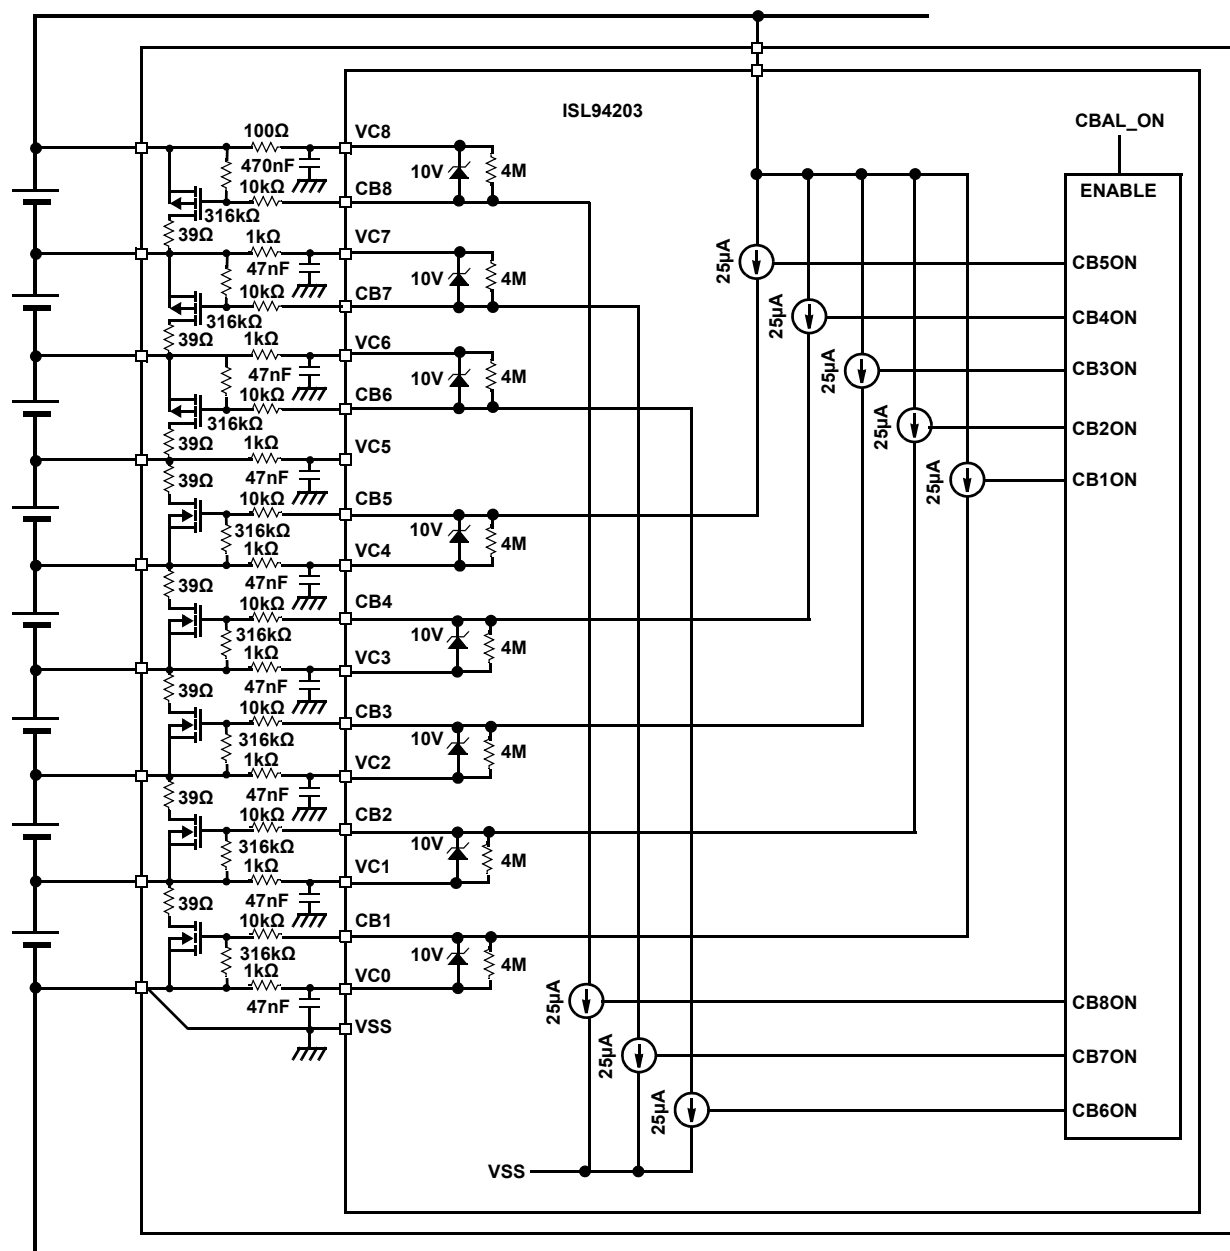 ISL94203
CBAL_ON
ENABLE
100Ω
VC8
470nF
10V
4M
10kΩ
CB8
316kΩ
39Ω
1kΩ
VC7
25µA
CB5ON
47nF
10V
4M
10kΩ
CB7
316kΩ
25µA
CB4ON
39Ω
1kΩ
VC6
47nF
10V
4M
25µA
CB3ON
10kΩ
CB6
316kΩ
25µA
CB2ON
39Ω
1kΩ
VC5
39Ω
47nF
25µA
CB1ON
10kΩ
CB5
316kΩ
10V
4M
1kΩ
VC4
39Ω
47nF
10kΩ
CB4
316kΩ
10V
4M
1kΩ
VC3
39Ω
47nF
10kΩ
CB3
316kΩ
10V
4M
1kΩ
VC2
39Ω
47nF
10kΩ
CB2
316kΩ
10V
4M
1kΩ
VC1
39Ω
47nF
10kΩ
CB1
316kΩ
10V
4M
1kΩ
VC0
47nF
25µA
CB8ON
VSS
25µA
CB7ON
25µA
CB6ON
VSS